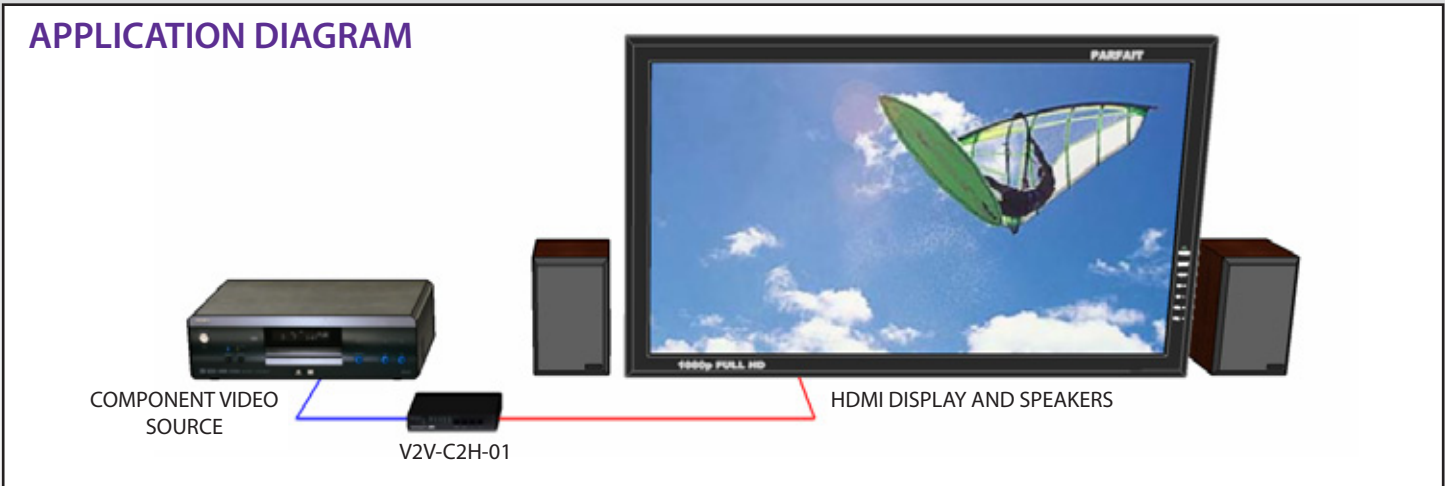 APPLICATION DIAGRAM
PARFAIT
1080p FULL HD
COMPONENT VIDEO
SOURCE
HDMI DISPLAY AND SPEAKERS
V2V-C2H-01